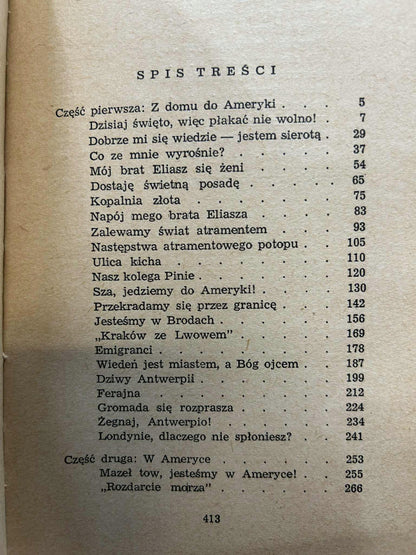 SPIS TREŚCI
Część pierwsza: Z domu do Ameryki . . . 5
Dzisiaj święto, więc płakać nie wolno! . 7
Dobrze mi się wiedzie — jestem sierotą . 29
Co ze mnie wyrośnie? . . . . . 37
Mój brat Eliasz się żeni . . . . . 54
Dostaję świetną posadę . . . . . 65
Kopalnia złota . . . . . . . 75
Napój mego brata Eliasza . . . . 83
Zalewamy świat atramentem . . . . 93
Następstwa atramentowego potopu . . 105
Ulica kicha . . . . . . . . 110
Nasz kolega Pinie . . . . . . 120
Sza, jedziemy do Ameryki! . . . . 130
Przekradamy się przez granicę . . . 142
Jesteśmy w Brodach . . . . . . 156
„Kraków ze Lwowem” . . . . . 169
Emigranci . . . . . . . . 178
Wiedeń jest miastem, a Bóg ojcem . . 187
Dziwy Antwerpii . . . . . . 199
Ferajna . . . . . . . . . 212
Gromada się rozprasza . . . . . 224
Żegnaj, Antwerpio! . . . . . . 234
Londynie, dlaczego nie spłoniesz? . . . 241
Część druga: W Ameryce . . . . . 253
Mazeł tow, jesteśmy w Ameryce! . . . 255
„Rozdarcie morza” . . . . . . 266
413